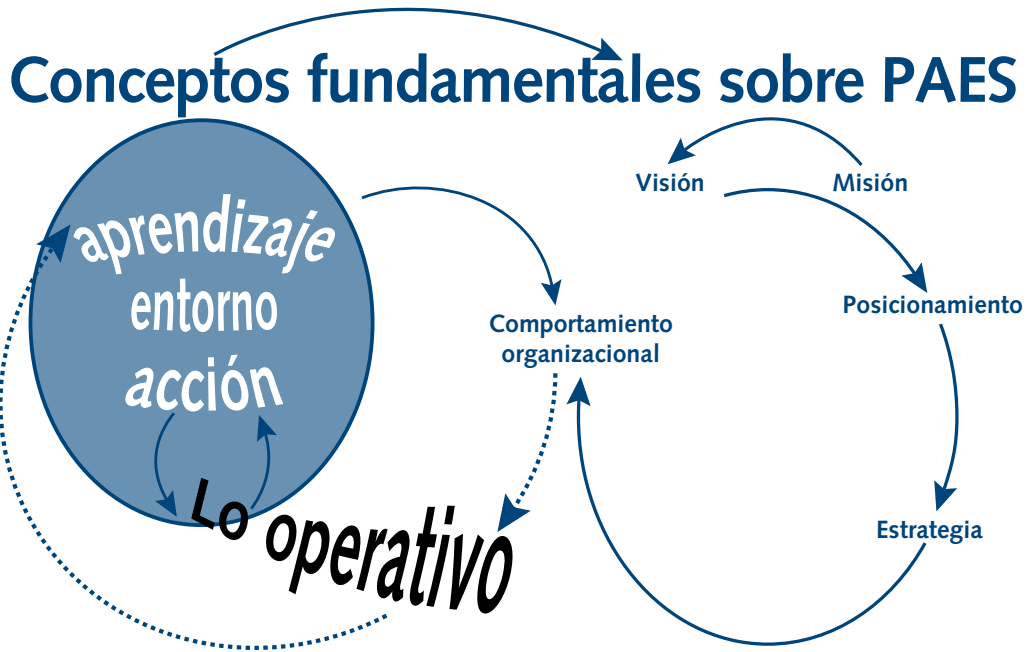 Conceptos fundamentales sobre PAES
aprendizaje
entorno
acción
Lo operativo
Comportamiento
organizacional
Visión
Misión
Posicionamiento
Estrategia